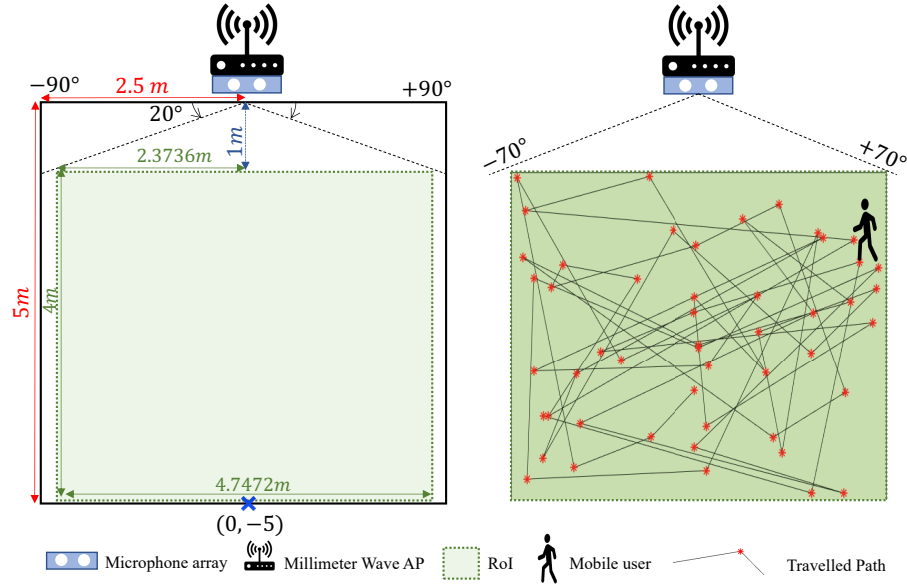 −90°
2.5 m
+90°
20°
1m
2.3736m
5m
4m
4.7472m
(0, −5)
−70°
+70°
Microphone array
Millimeter Wave AP
RoI
Mobile user
Travelled Path